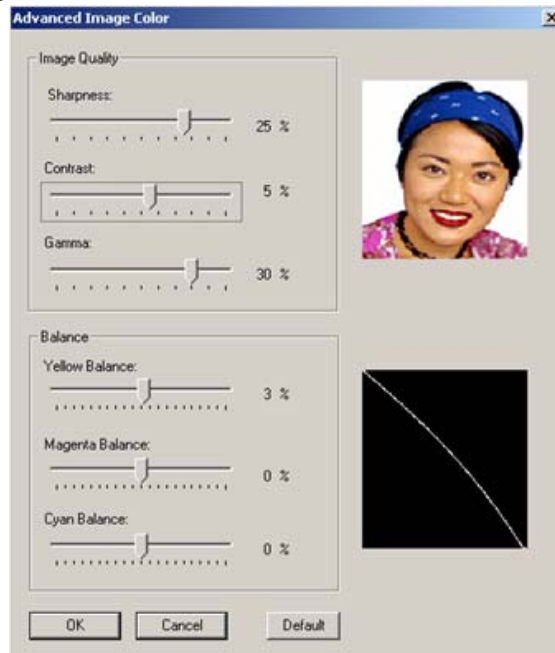 Advanced Image Color
Image Quality
Sharpness:
25 %
Contrast:
5 %
Gamma:
30 %
Balance
Yellow Balance:
3 %
Magenta Balance:
0 %
Cyan Balance:
0 %
OK Cancel Default